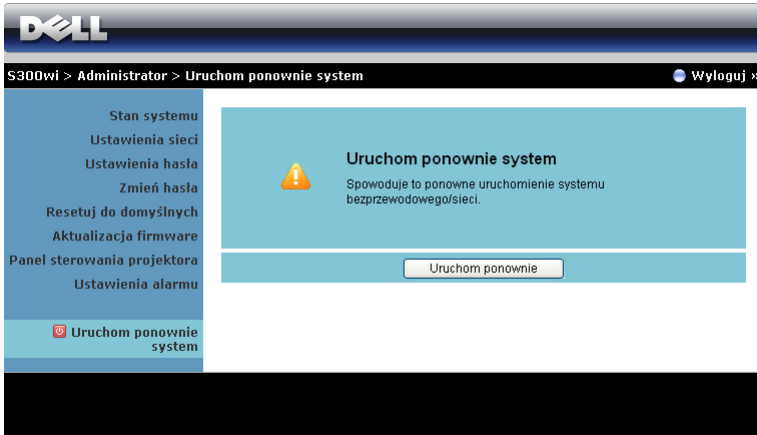 DELL
S300wi > Administrator > Uruchom ponownie system
Wyloguj »
Stan systemu
Ustawienia sieci
Ustawienia hasła
Zmień hasła
Resetuj do domyślnych
Aktualizacja firmware
Panel sterowania projektora
Ustawienia alarmu
Uruchom ponownie
system
Uruchom ponownie system
Spowoduje to ponowne uruchomienie systemu
bezprzewodowego/sieci.
Uruchom ponownie